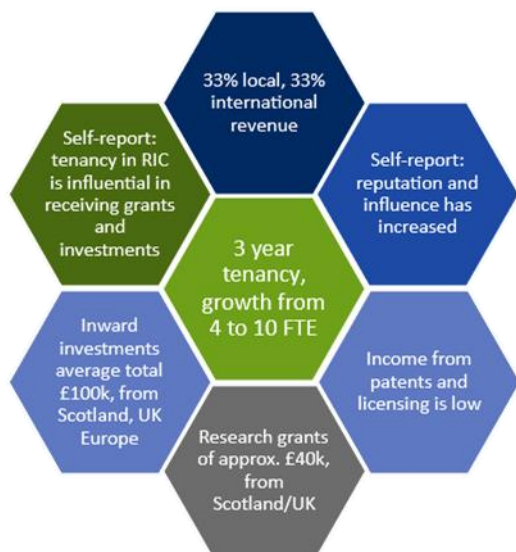 33% local, 33%
international
revenue
Self-report:
tenancy in RIC
is influential in
receiving grants
and
investments
Self-report:
reputation and
influence has
increased
3 year
tenancy,
growth from
4 to 10 FTE
Inward
investments
average total
£100k, from
Scotland, UK
Europe
Income from
patents and
licensing is low
Research grants
of approx. £40k,
from
Scotland/UK